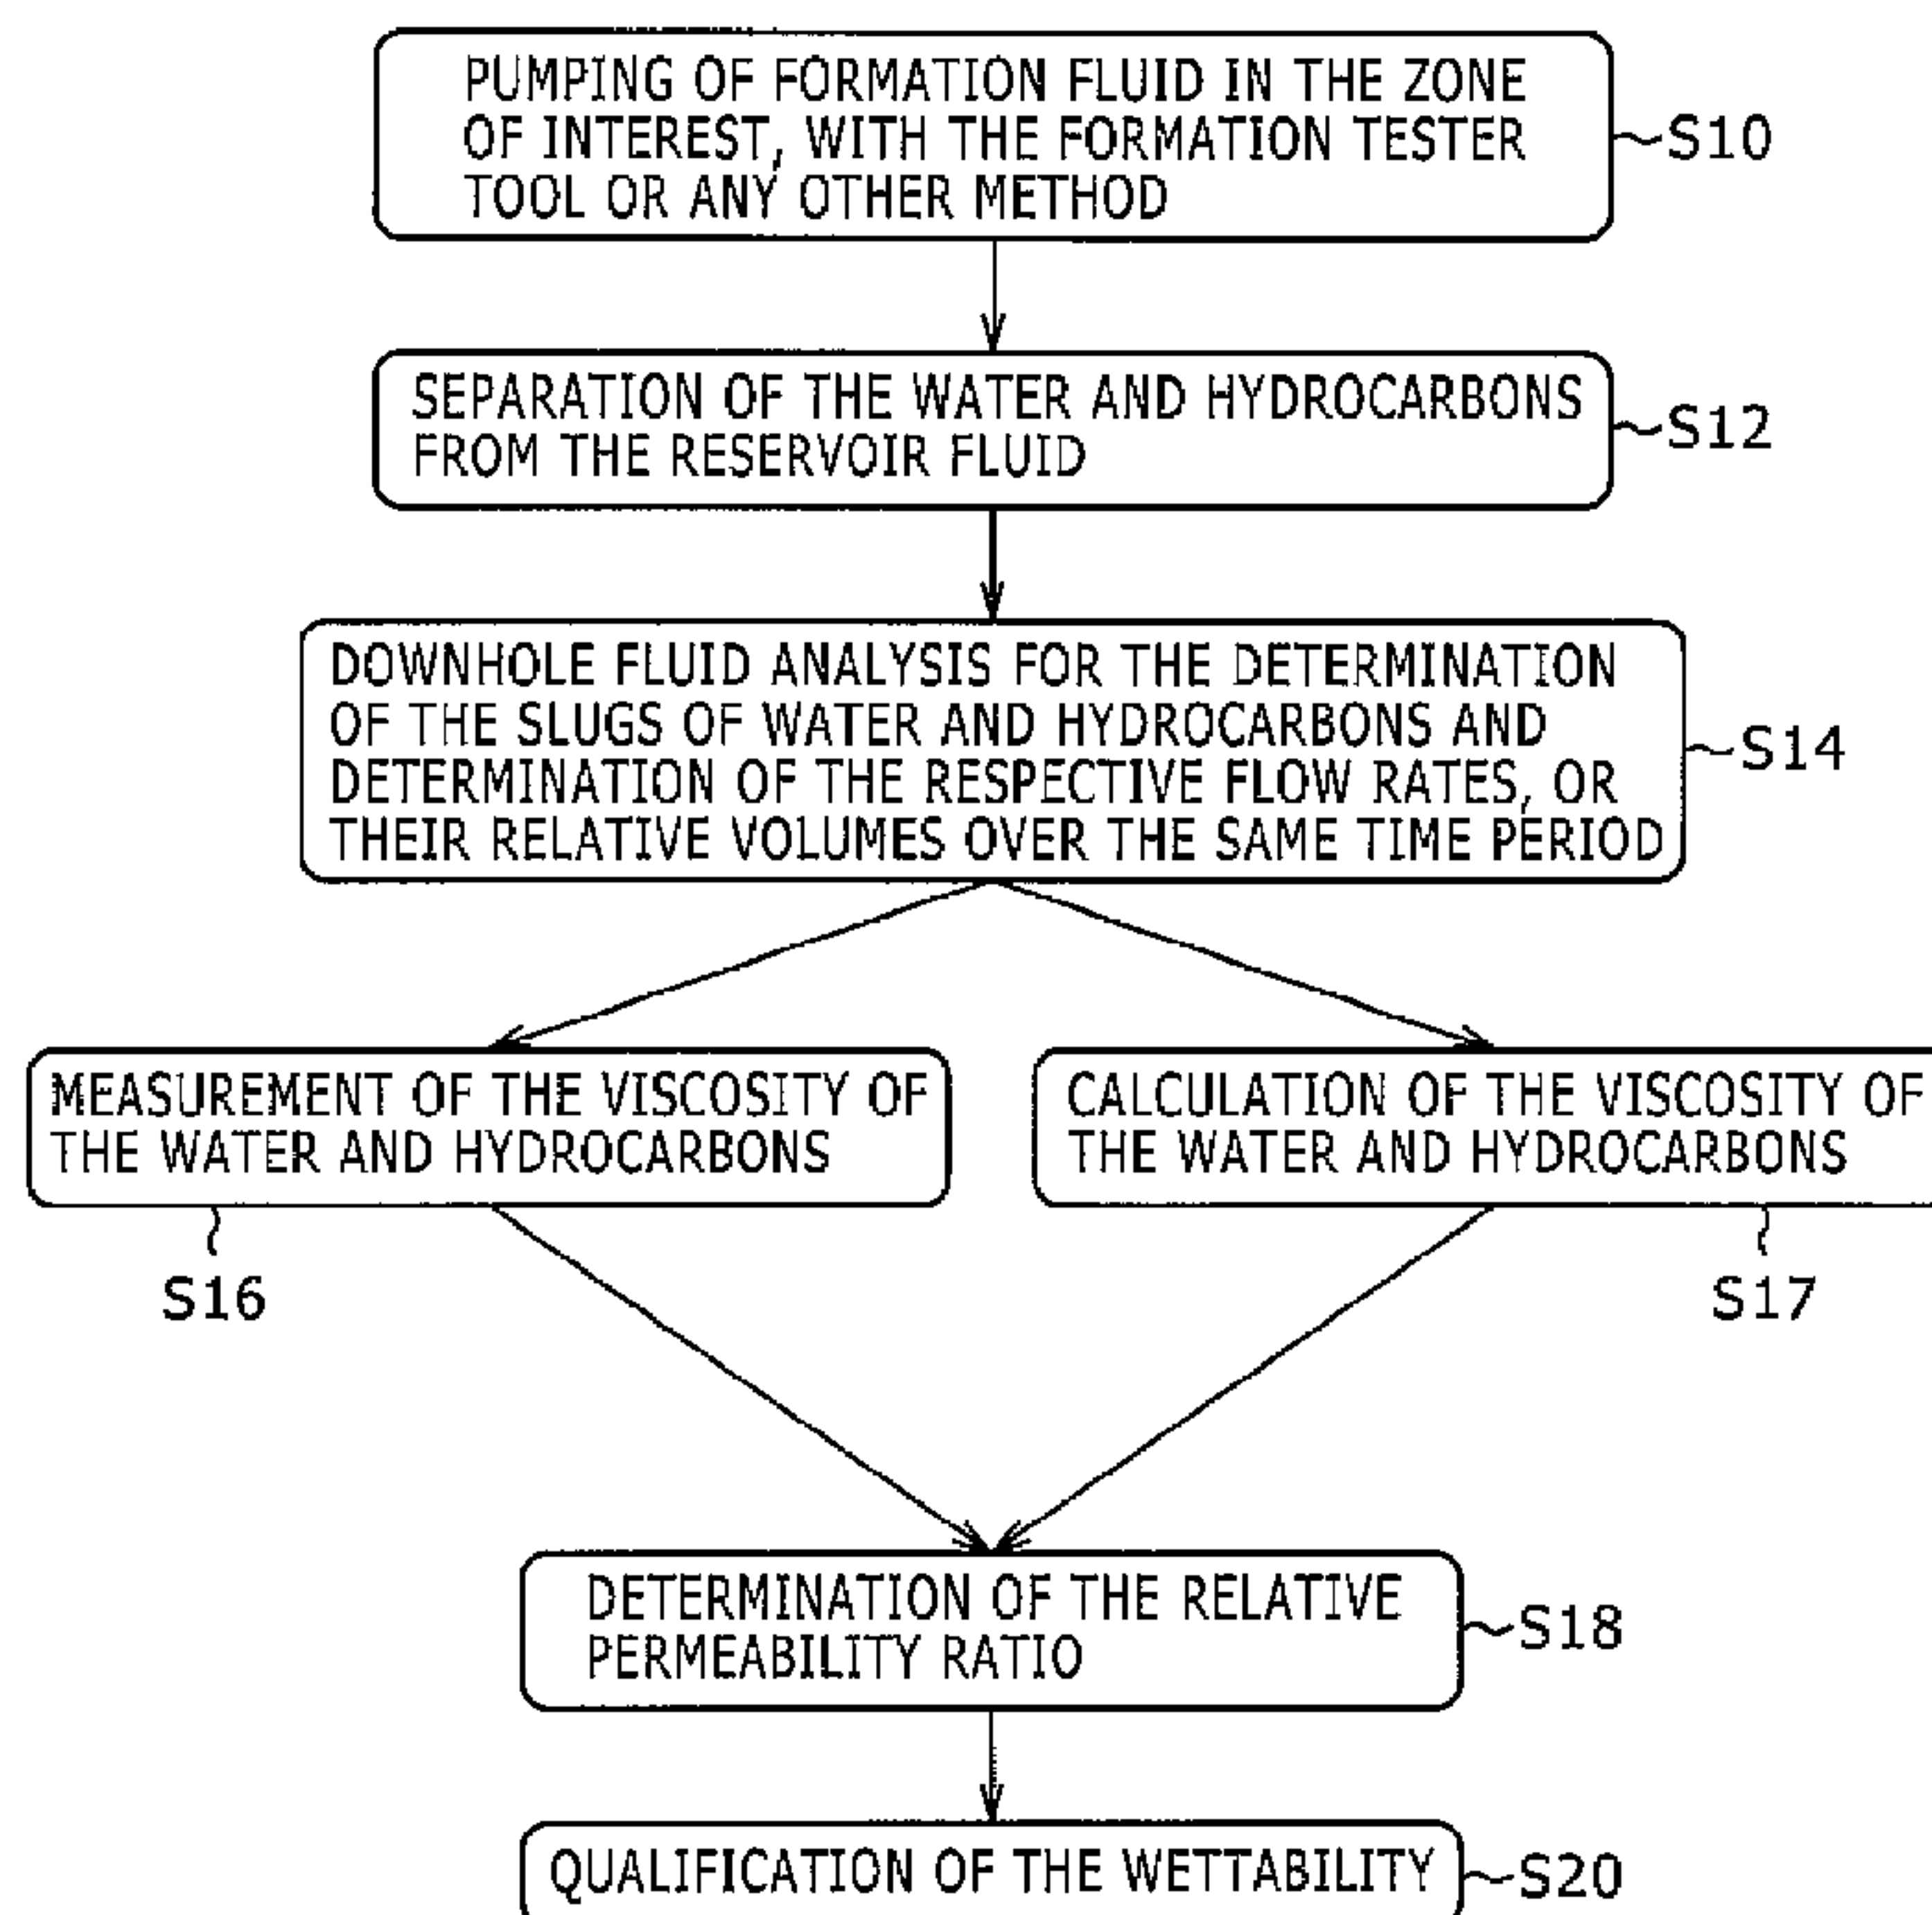 PUMPING OF FORMATION FLUID IN THE ZONE
OF INTEREST, WITH THE FORMATION TESTER
TOOL OR ANY OTHER METHOD
S10
SEPARATION OF THE WATER AND HYDROCARBONS
FROM THE RESERVOIR FLUID
S12
DOWNHOLE FLUID ANALYSIS FOR THE DETERMINATION
OF THE SLUGS OF WATER AND HYDROCARBONS AND
DETERMINATION OF THE RESPECTIVE FLOW RATES, OR
THEIR RELATIVE VOLUMES OVER THE SAME TIME PERIOD
S14
MEASUREMENT OF THE VISCOSITY OF
THE WATER AND HYDROCARBONS
S16
CALCULATION OF THE VISCOSITY OF
THE WATER AND HYDROCARBONS
S17
DETERMINATION OF THE RELATIVE
PERMEABILITY RATIO
S18
QUALIFICATION OF THE WETTABILITY
S20